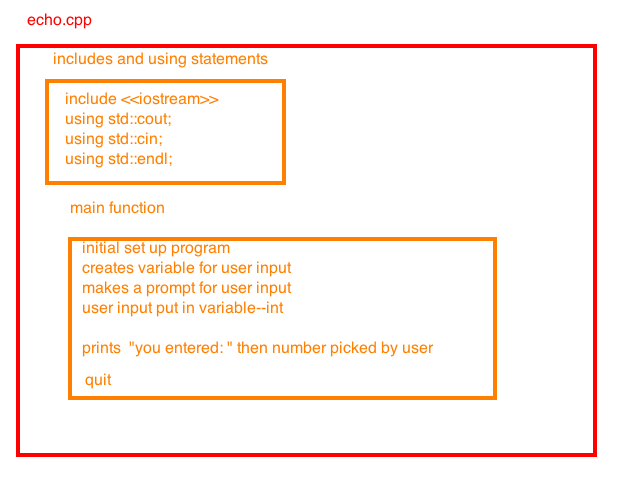 echo.cpp
includes and using statements
include <<iostream>>
using std::cout;
using std::cin;
using std::endl;
main function
initial set up program
creates variable for user input
makes a prompt for user input
user input put in variable--int
prints  "you entered: " then number picked by user
quit